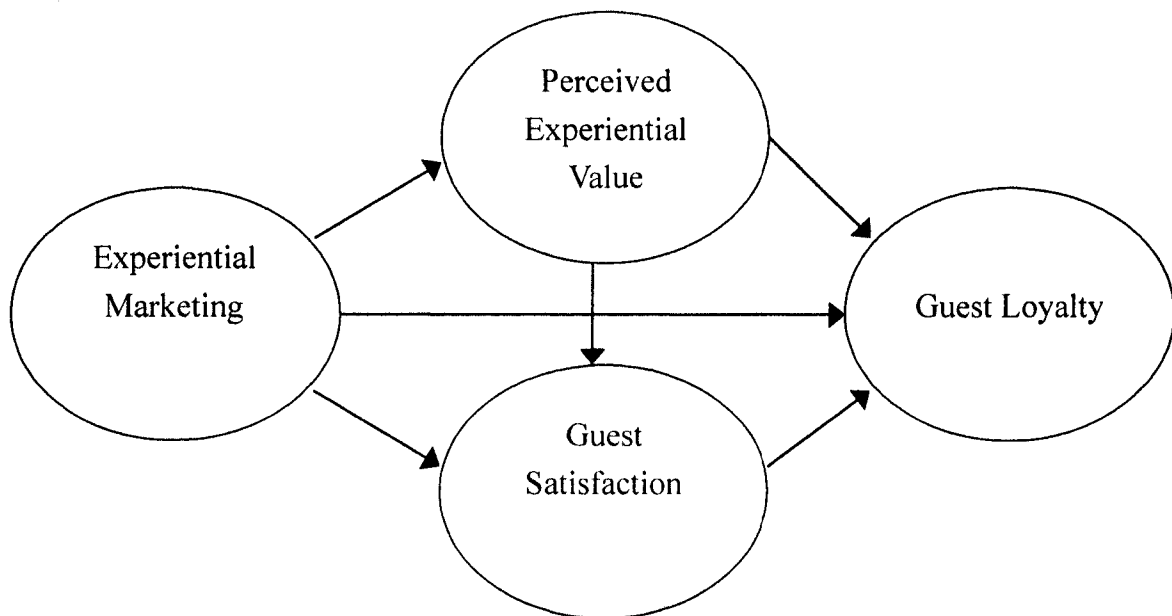 Perceived
Experiential
Value
Experiential
Marketing
Guest Loyalty
Guest
Satisfaction